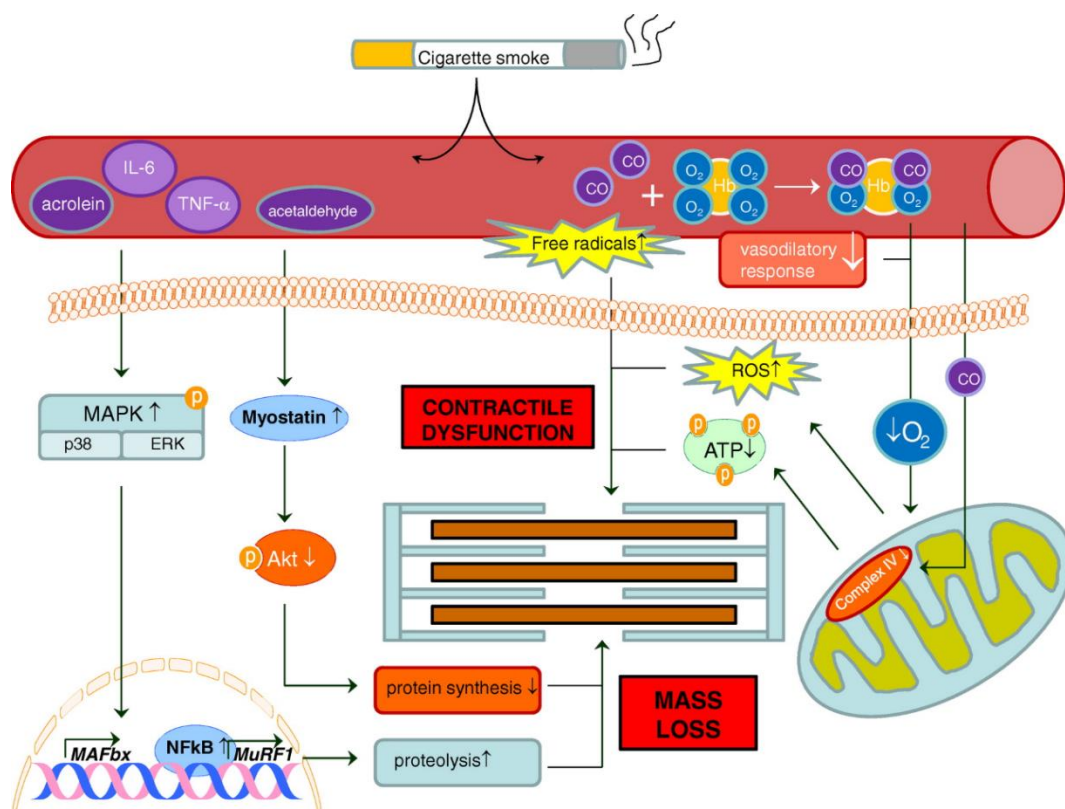 Cigarette smoke
IL-6
acrolein
TNF-α
acetaldehyde
CO
CO
+
O2
O2
Hb
O2
O2
CO
CO
Hb
O2
O2
Free radicals↑
vasodilatory ↓
response
ROS↑
CO
MAPK ↑
p
p38
ERK
Myostatin ↑
CONTRACTILE
DYSFUNCTION
p
p
ATP↓
p
↓O2
p
Akt ↓
Complex IV ↓
protein synthesis ↓
MASS
LOSS
MAFbx
NFkB ↑
MuRF1
proteolysis↑